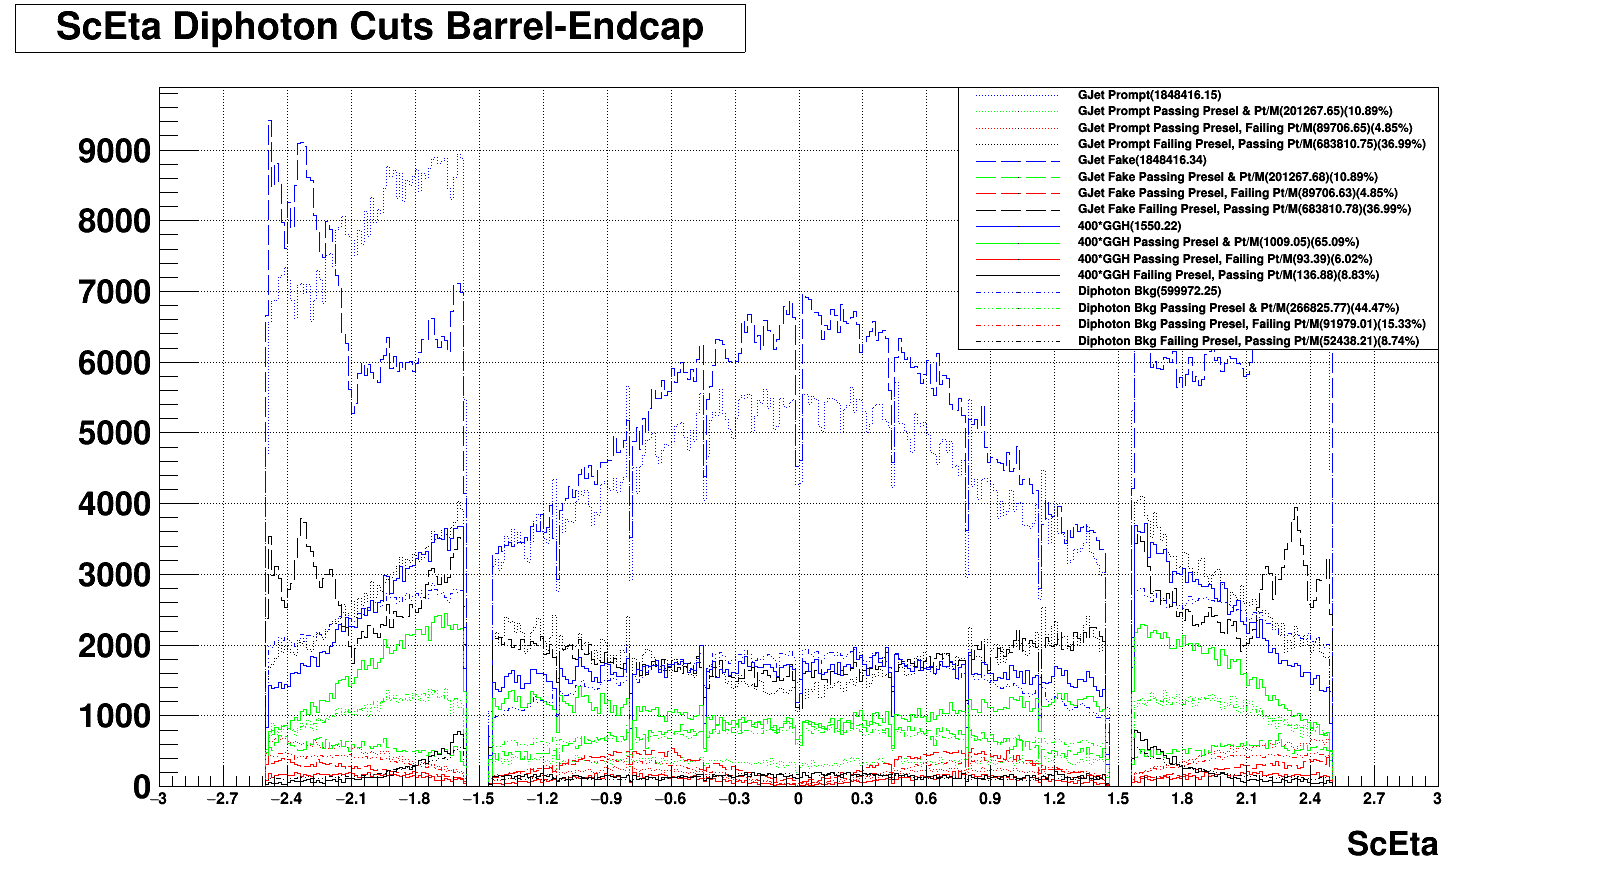 ScEta Diphoton Cuts Barrel-Endcap
GJet Prompt(1848416.15)
GJet Prompt Passing Presel & Pt/M(201267.65)(10.89%)
GJet Prompt Passing Presel, Failing Pt/M(89706.65)(4.85%)
GJet Prompt Failing Presel, Passing Pt/M(683810.75)(36.99%)
GJet Fake(1848416.34)
GJet Fake Passing Presel & Pt/M(201267.68)(10.89%)
GJet Fake Passing Presel, Failing Pt/M(89706.63)(4.85%)
GJet Fake Failing Presel, Passing Pt/M(683810.78)(36.99%)
400*GGH(1550.22)
400*GGH Passing Presel & Pt/M(1009.05)(65.09%)
400*GGH Passing Presel, Failing Pt/M(93.39)(6.02%)
400*GGH Failing Presel, Passing Pt/M(136.88)(8.83%)
Diphoton Bkg(599972.25)
Diphoton Bkg Passing Presel & Pt/M(266825.77)(44.47%)
Diphoton Bkg Passing Presel, Failing Pt/M(91979.01)(15.33%)
Diphoton Bkg Failing Presel, Passing Pt/M(52438.21)(8.74%)
9000
8000
7000
6000
5000
4000
3000
2000
1000
0
−3 −2.7 −2.4 −2.1 −1.8 −1.5 −1.2 −0.9 −0.6 −0.3 0 0.3 0.6 0.9 1.2 1.5 1.8 2.1 2.4 2.7 3
ScEta